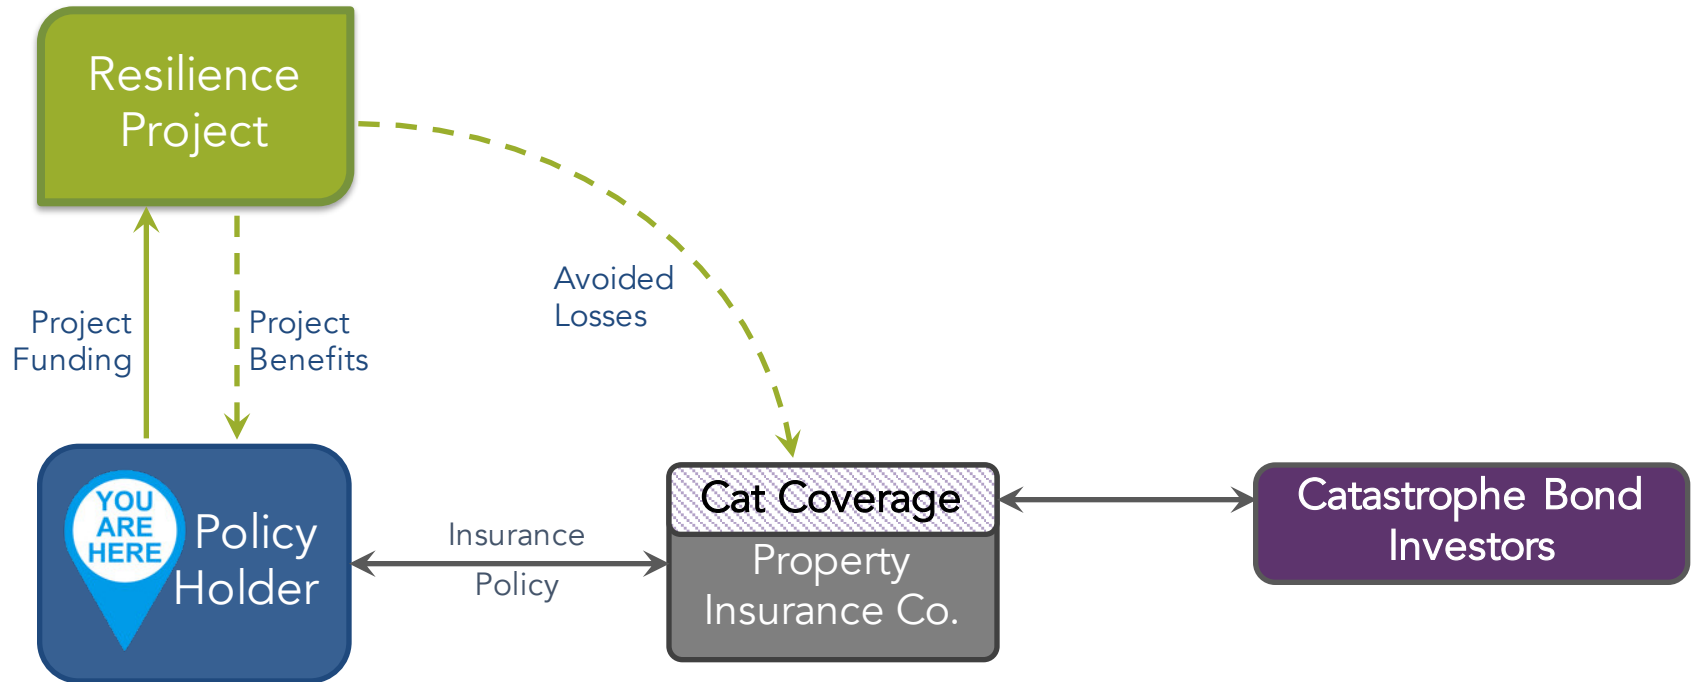 Resilience
Project
Project
Funding
Project
Benefits
Avoided
Losses
YOU
ARE
HERE
Policy
Holder
Insurance
Policy
Cat Coverage
Property
Insurance Co.
Catastrophe Bond
Investors